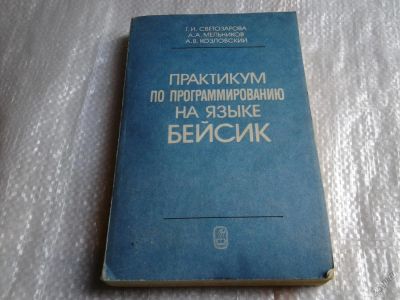 Г.И. СВЕТОЗАРОВА
А.А. МЕЛЬНИКОВ
А.В. КОЗЛОВСКИЙ
ПРАКТИКУМ
ПО ПРОГРАММИРОВАНИЮ
НА ЯЗЫКЕ
БЕЙСИК